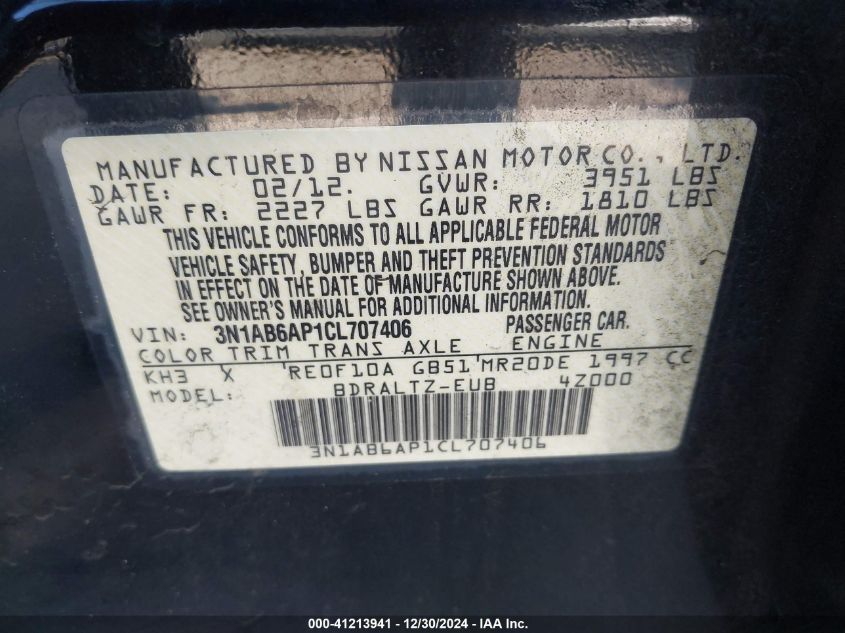 MANUFACTURED BY NISSAN MOTOR CO., LTD.
DATE: 02/12. GVWR: 3951 LBS
GAWR FR: 2227 LBS GAWR RR: 1810 LBS
THIS VEHICLE CONFORMS TO ALL APPLICABLE FEDERAL MOTOR
VEHICLE SAFETY, BUMPER AND THEFT PREVENTION STANDARDS
IN EFFECT ON THE DATE OF MANUFACTURE SHOWN ABOVE.
SEE OWNER'S MANUAL FOR ADDITIONAL INFORMATION.
VIN: 3N1AB6AP1CL707406 PASSENGER CAR.
COLOR TRIM TRANS AXLE ENGINE
KH3 X 'RE0F10A GB51'MR20DE 1997 CC
MODEL: BDRALTZ-EUB 4Z000
3N1AB6AP1CL707406
000-41213941 - 12/30/2024 - IAA Inc.